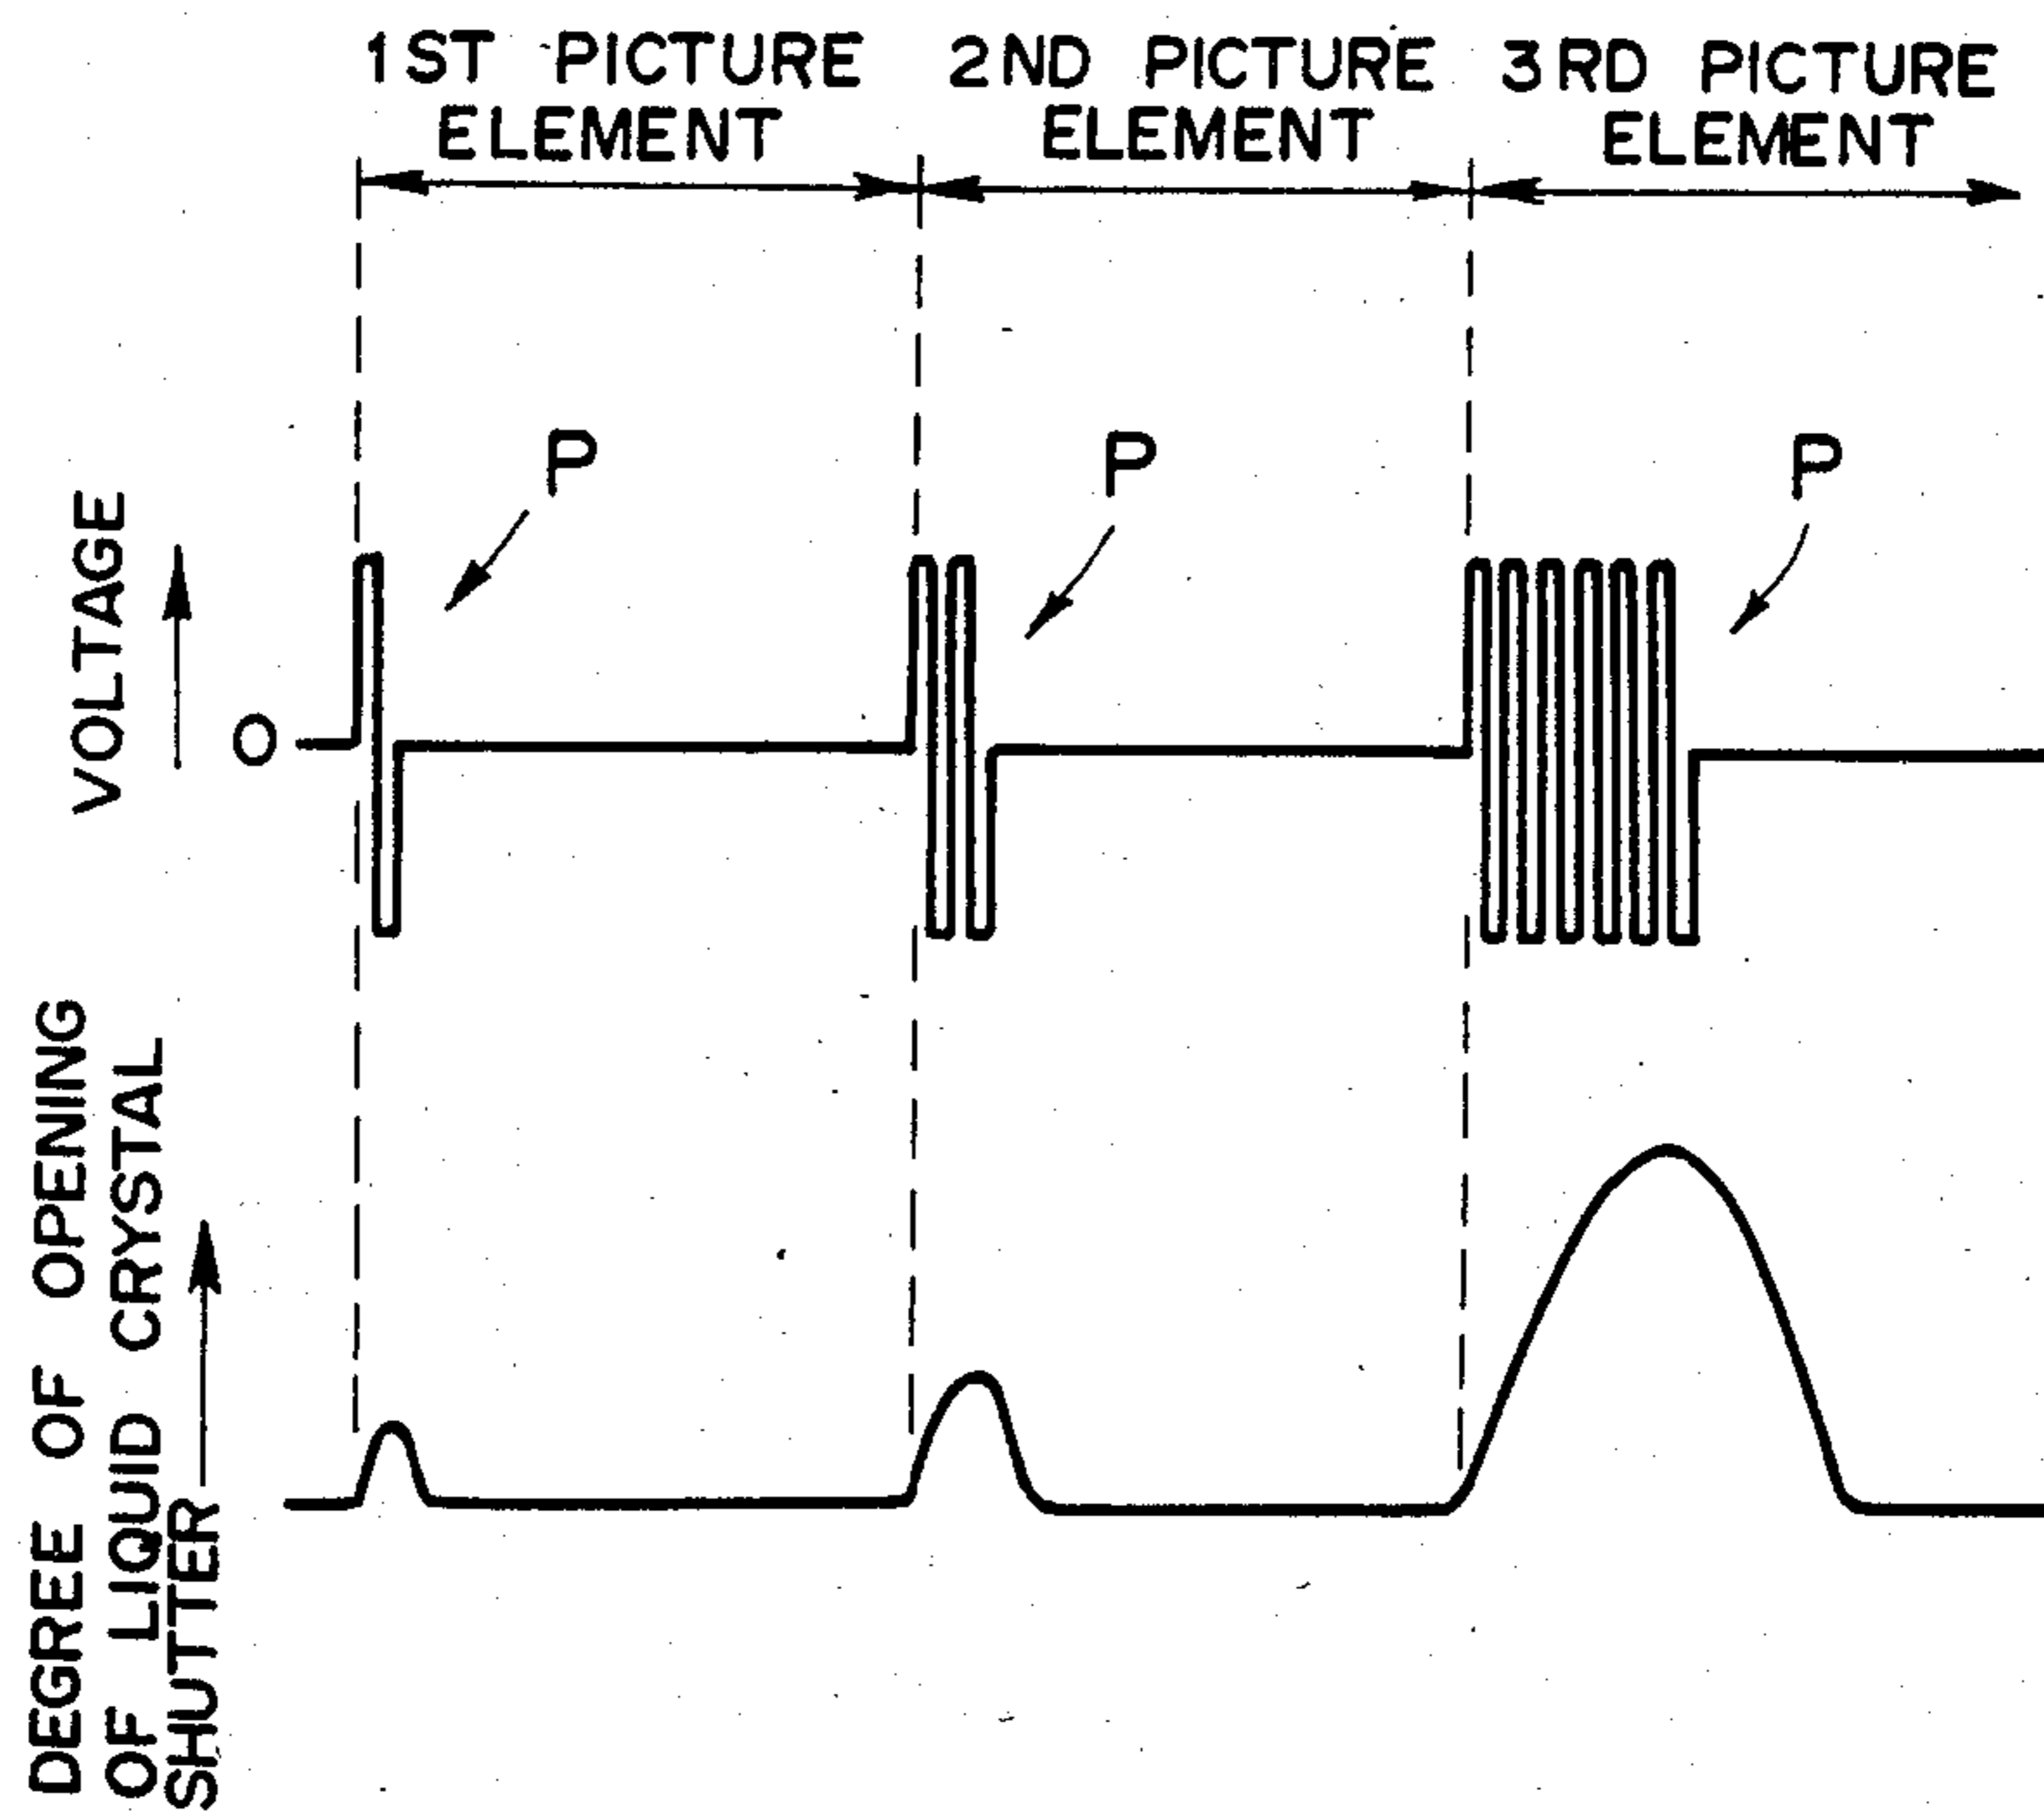 1ST PICTURE ELEMENT
2ND PICTURE ELEMENT
3RD PICTURE ELEMENT
P
P
P
VOLTAGE
O
DEGREE OF OPENING
OF LIQUID CRYSTAL
SHUTTER